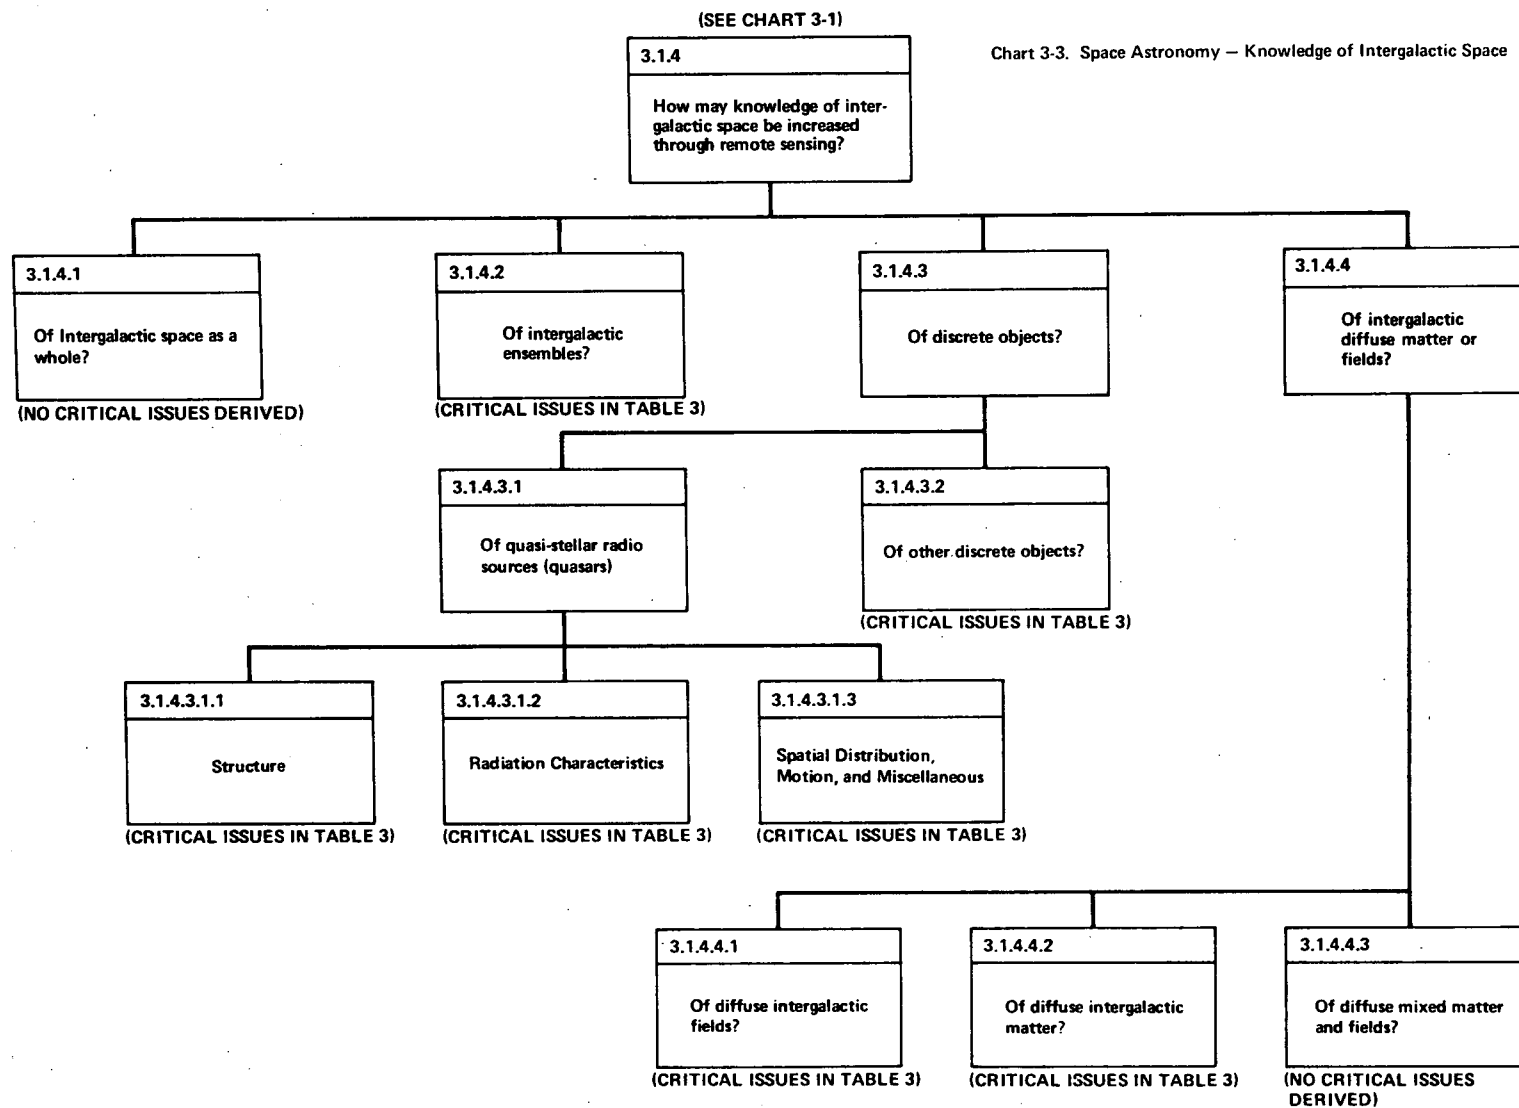 (SEE CHART 3-1)
Chart 3-3. Space Astronomy — Knowledge of Intergalactic Space
3.1.4
How may knowledge of inter-
galactic space be increased
through remote sensing?
3.1.4.1
Of Intergalactic space as a
whole?
(NO CRITICAL ISSUES DERIVED)
3.1.4.2
Of intergalactic
ensembles?
(CRITICAL ISSUES IN TABLE 3)
3.1.4.3
Of discrete objects?
3.1.4.4
Of intergalactic
diffuse matter or
fields?
3.1.4.3.1
Of quasi-stellar radio
sources (quasars)
3.1.4.3.2
Of other discrete objects?
(CRITICAL ISSUES IN TABLE 3)
3.1.4.3.1.1
Structure
(CRITICAL ISSUES IN TABLE 3)
3.1.4.3.1.2
Radiation Characteristics
(CRITICAL ISSUES IN TABLE 3)
3.1.4.3.1.3
Spatial Distribution,
Motion, and Miscellaneous
(CRITICAL ISSUES IN TABLE 3)
3.1.4.4.1
Of diffuse intergalactic
fields?
(CRITICAL ISSUES IN TABLE 3)
3.1.4.4.2
Of diffuse intergalactic
matter?
(CRITICAL ISSUES IN TABLE 3)
3.1.4.4.3
Of diffuse mixed matter
and fields?
(NO CRITICAL ISSUES
DERIVED)